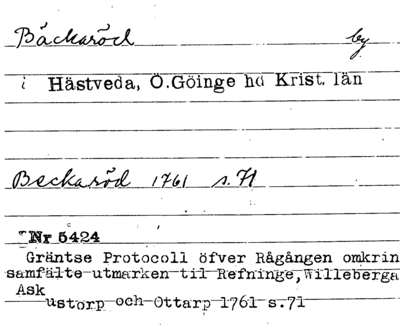 Bäckaröd by
i Hästveda, Ö.Göinge hd Krist. län
Beckaröd 1761 s.71
Nr 5424
Gräntse Protocoll öfver Rågången omkrin
samfälte utmarken til Refninge, Willeberga
Ask
ustorp och Ottarp 1761 s.71